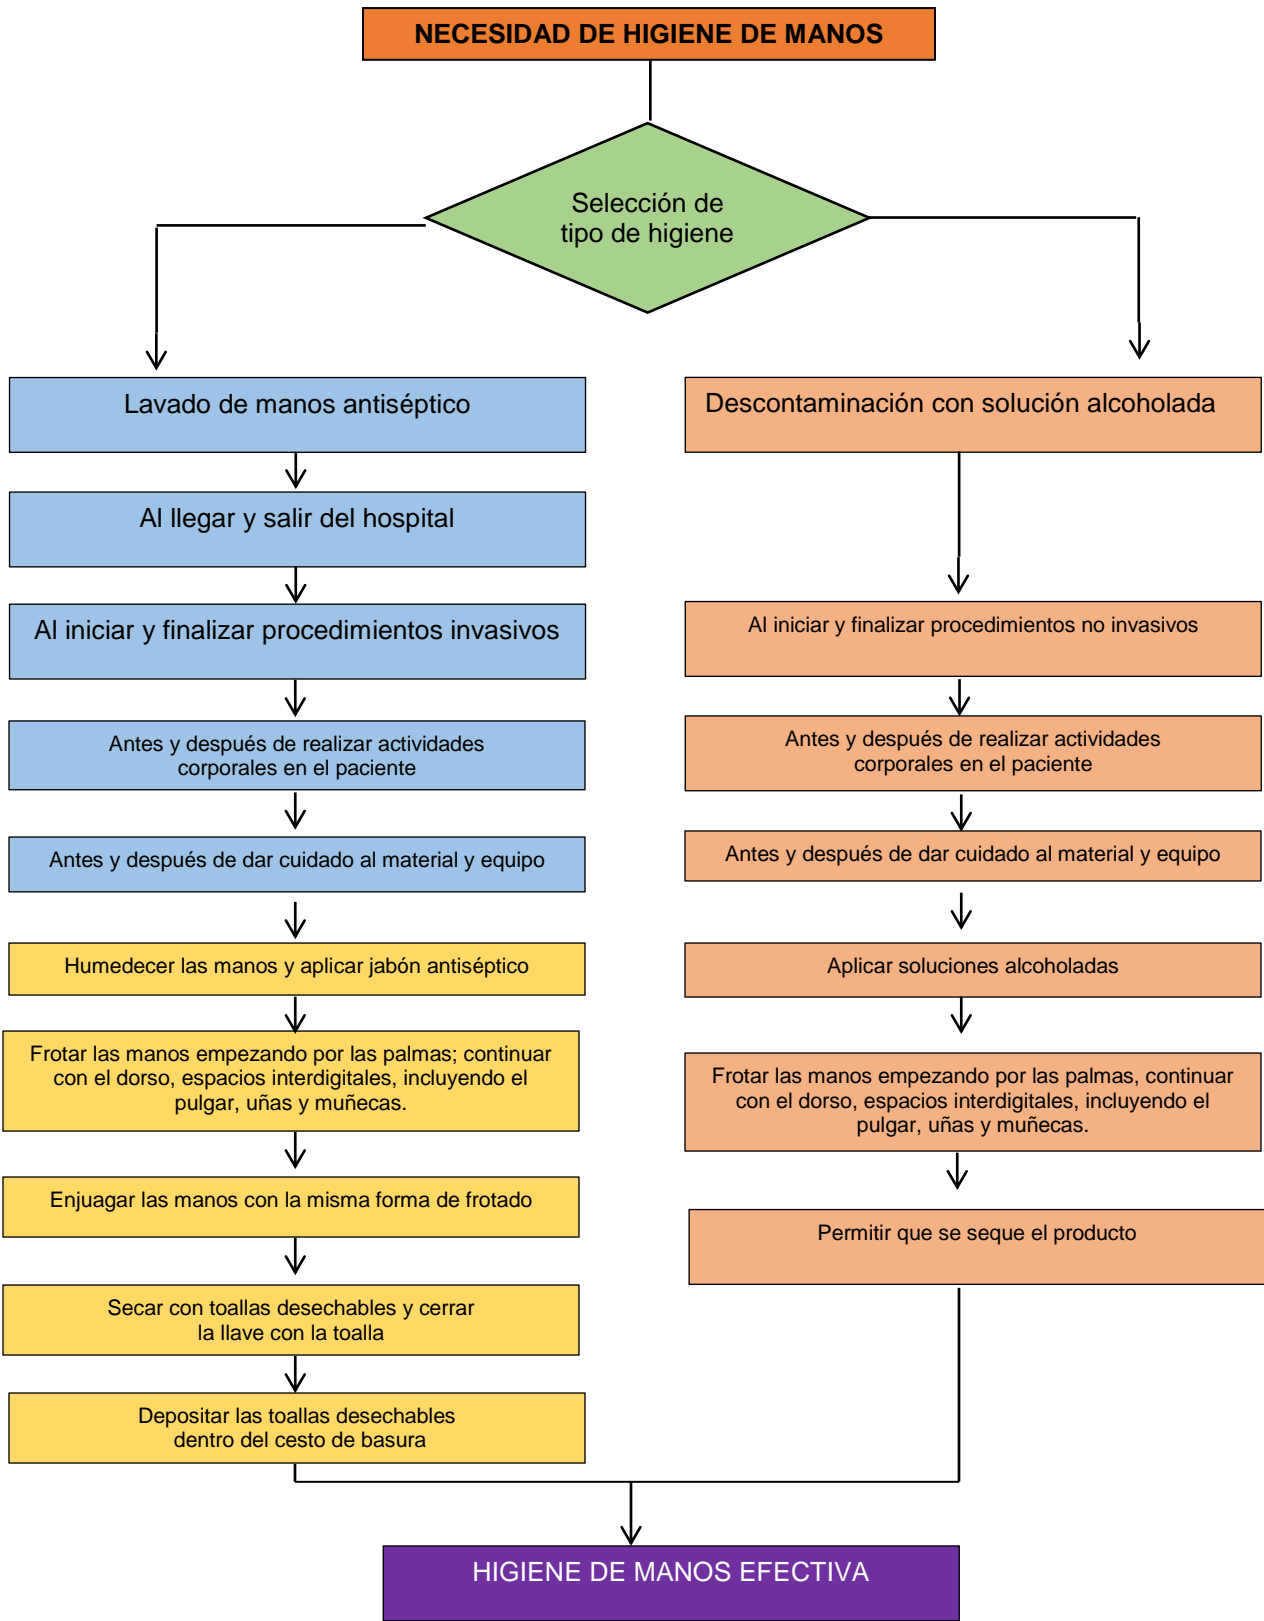 NECESIDAD DE HIGIENE DE MANOS
Selección de
tipo de higiene
Lavado de manos antiséptico
Al llegar y salir del hospital
Al iniciar y finalizar procedimientos invasivos
Antes y después de realizar actividades
corporales en el paciente
Antes y después de dar cuidado al material y equipo
Humedecer las manos y aplicar jabón antiséptico
Frotar las manos empezando por las palmas; continuar
con el dorso, espacios interdigitales, incluyendo el
pulgar, uñas y muñecas.
Enjuagar las manos con la misma forma de frotado
Secar con toallas desechables y cerrar
la llave con la toalla
Depositar las toallas desechables
dentro del cesto de basura
Descontaminación con solución alcoholada
Al iniciar y finalizar procedimientos no invasivos
Antes y después de realizar actividades
corporales en el paciente
Antes y después de dar cuidado al material y equipo
Aplicar soluciones alcoholadas
Frotar las manos empezando por las palmas, continuar
con el dorso, espacios interdigitales, incluyendo el
pulgar, uñas y muñecas.
Permitir que se seque el producto
HIGIENE DE MANOS EFECTIVA